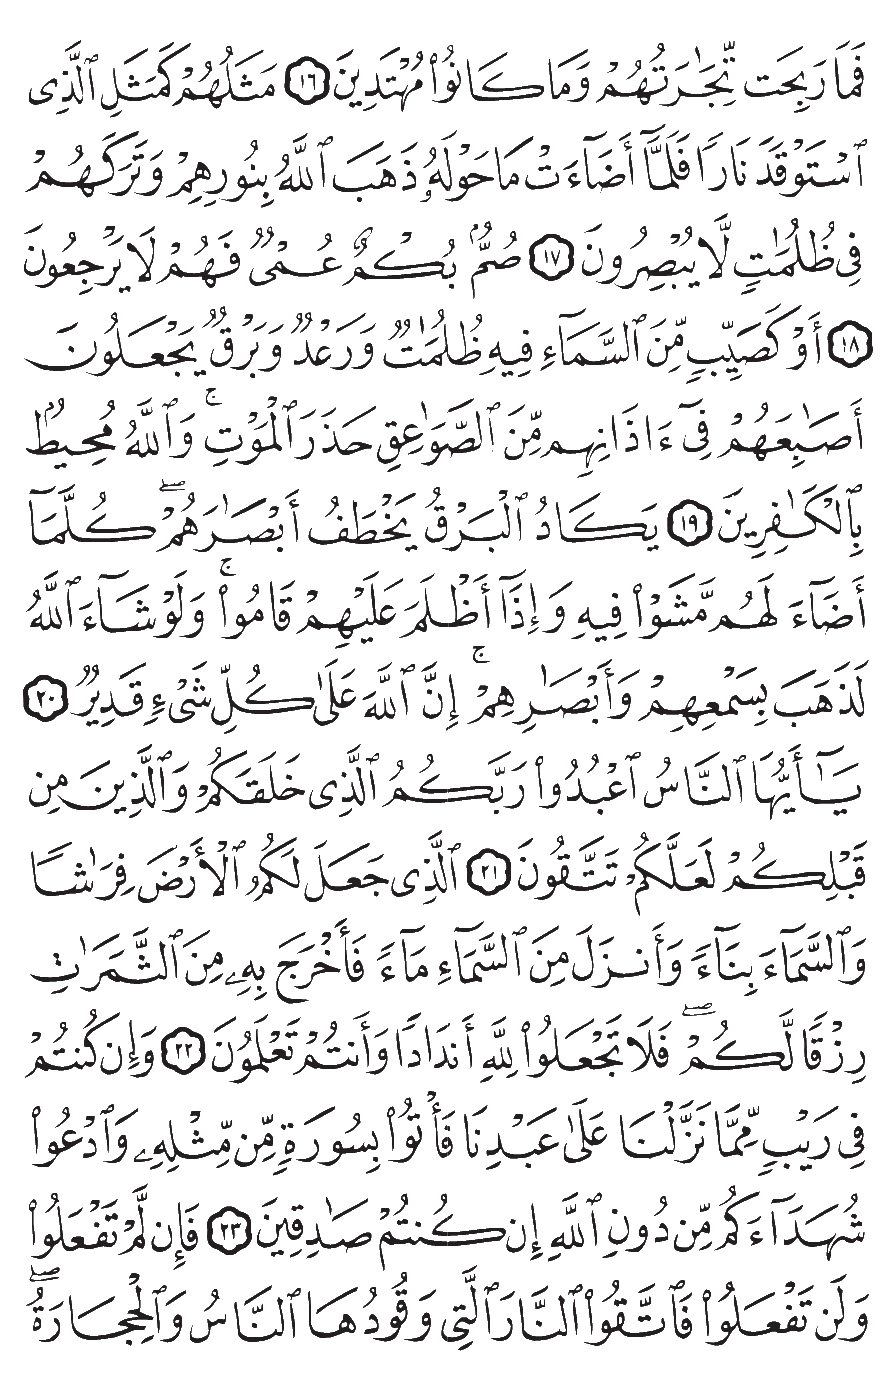 فَمَا رَبِحَت تِّجَٰرَتُهُمْ وَمَا كَانُوا۟ مُهْتَدِينَ ١٦ مَثَلُهُمْ كَمَثَلِ ٱلَّذِى
ٱسْتَوْقَدَ نَارًا فَلَمَّآ أَضَآءَتْ مَا حَوْلَهُۥ ذَهَبَ ٱللَّهُ بِنُورِهِمْ وَتَرَكَهُمْ
فِى ظُلُمَٰتٍ لَّا يُبْصِرُونَ ١٧ صُمٌّۢ بُكْمٌ عُمْىٌ فَهُمْ لَا يَرْجِعُونَ
١٨ أَوْ كَصَيِّبٍ مِّنَ ٱلسَّمَآءِ فِيهِ ظُلُمَٰتٌ وَرَعْدٌ وَبَرْقٌ يَجْعَلُونَ
أَصَٰبِعَهُمْ فِىٓ ءَاذَانِهِم مِّنَ ٱلصَّوَٰعِقِ حَذَرَ ٱلْمَوْتِ ۚ وَٱللَّهُ مُحِيطٌۢ
بِٱلْكَٰفِرِينَ ١٩ يَكَادُ ٱلْبَرْقُ يَخْطَفُ أَبْصَٰرَهُمْ ۖ كُلَّمَآ
أَضَآءَ لَهُم مَّشَوْا۟ فِيهِ وَإِذَآ أَظْلَمَ عَلَيْهِمْ قَامُوا۟ ۚ وَلَوْ شَآءَ ٱللَّهُ
لَذَهَبَ بِسَمْعِهِمْ وَأَبْصَٰرِهِمْ ۚ إِنَّ ٱللَّهَ عَلَىٰ كُلِّ شَىْءٍ قَدِيرٌ ٢٠
يَٰٓأَيُّهَا ٱلنَّاسُ ٱعْبُدُوا۟ رَبَّكُمُ ٱلَّذِى خَلَقَكُمْ وَٱلَّذِينَ مِن
قَبْلِكُمْ لَعَلَّكُمْ تَتَّقُونَ ٢١ ٱلَّذِى جَعَلَ لَكُمُ ٱلْأَرْضَ فِرَٰشًا
وَٱلسَّمَآءَ بِنَآءً وَأَنزَلَ مِنَ ٱلسَّمَآءِ مَآءً فَأَخْرَجَ بِهِۦ مِنَ ٱلثَّمَرَٰتِ
رِزْقًا لَّكُمْ ۖ فَلَا تَجْعَلُوا۟ لِلَّهِ أَندَادًا وَأَنتُمْ تَعْلَمُونَ ٢٢ وَإِن كُنتُمْ
فِى رَيْبٍ مِّمَّا نَزَّلْنَا عَلَىٰ عَبْدِنَا فَأْتُوا۟ بِسُورَةٍ مِّن مِّثْلِهِۦ وَٱدْعُوا۟
شُهَدَآءَكُم مِّن دُونِ ٱللَّهِ إِن كُنتُمْ صَٰدِقِينَ ٢٣ فَإِن لَّمْ تَفْعَلُوا۟
وَلَن تَفْعَلُوا۟ فَٱتَّقُوا۟ ٱلنَّارَ ٱلَّتِى وَقُودُهَا ٱلنَّاسُ وَٱلْحِجَارَةُ ۖ